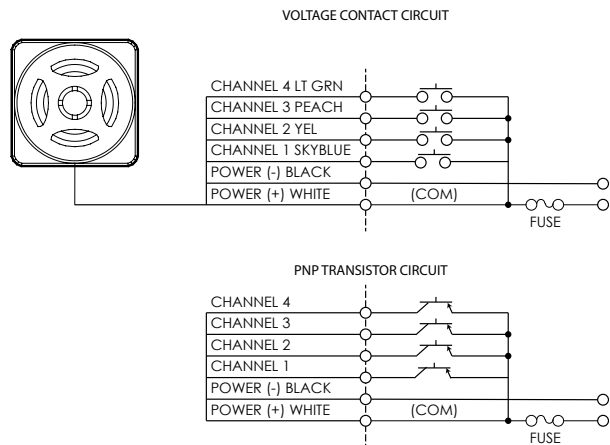 VOLTAGE CONTACT CIRCUIT
CHANNEL 4 LT GRN
CHANNEL 3 PEACH
CHANNEL 2 YEL
CHANNEL 1 SKYBLUE
POWER (-) BLACK
POWER (+) WHITE (COM)
FUSE
PNP TRANSISTOR CIRCUIT
CHANNEL 4
CHANNEL 3
CHANNEL 2
CHANNEL 1
POWER (-) BLACK
POWER (+) WHITE (COM)
FUSE